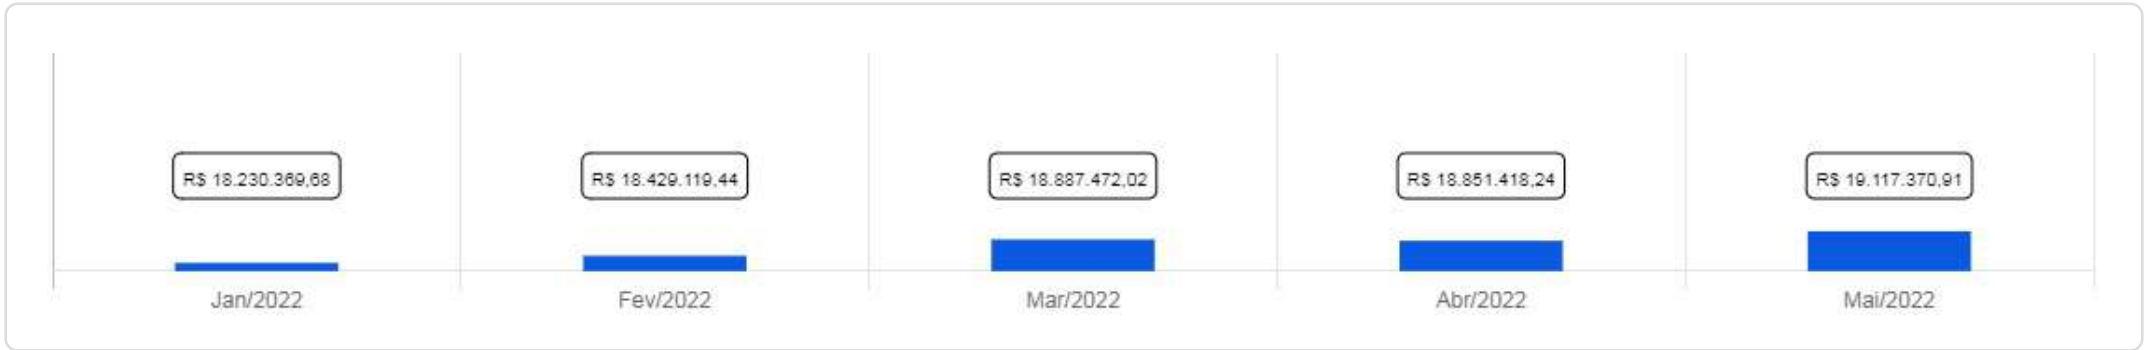 R$ 18.230.369,68
R$ 18.429.119,44
R$ 18.887.472,02
R$ 18.851.418,24
R$ 19.117.370,91
Jan/2022
Fev/2022
Mar/2022
Abr/2022
Mai/2022